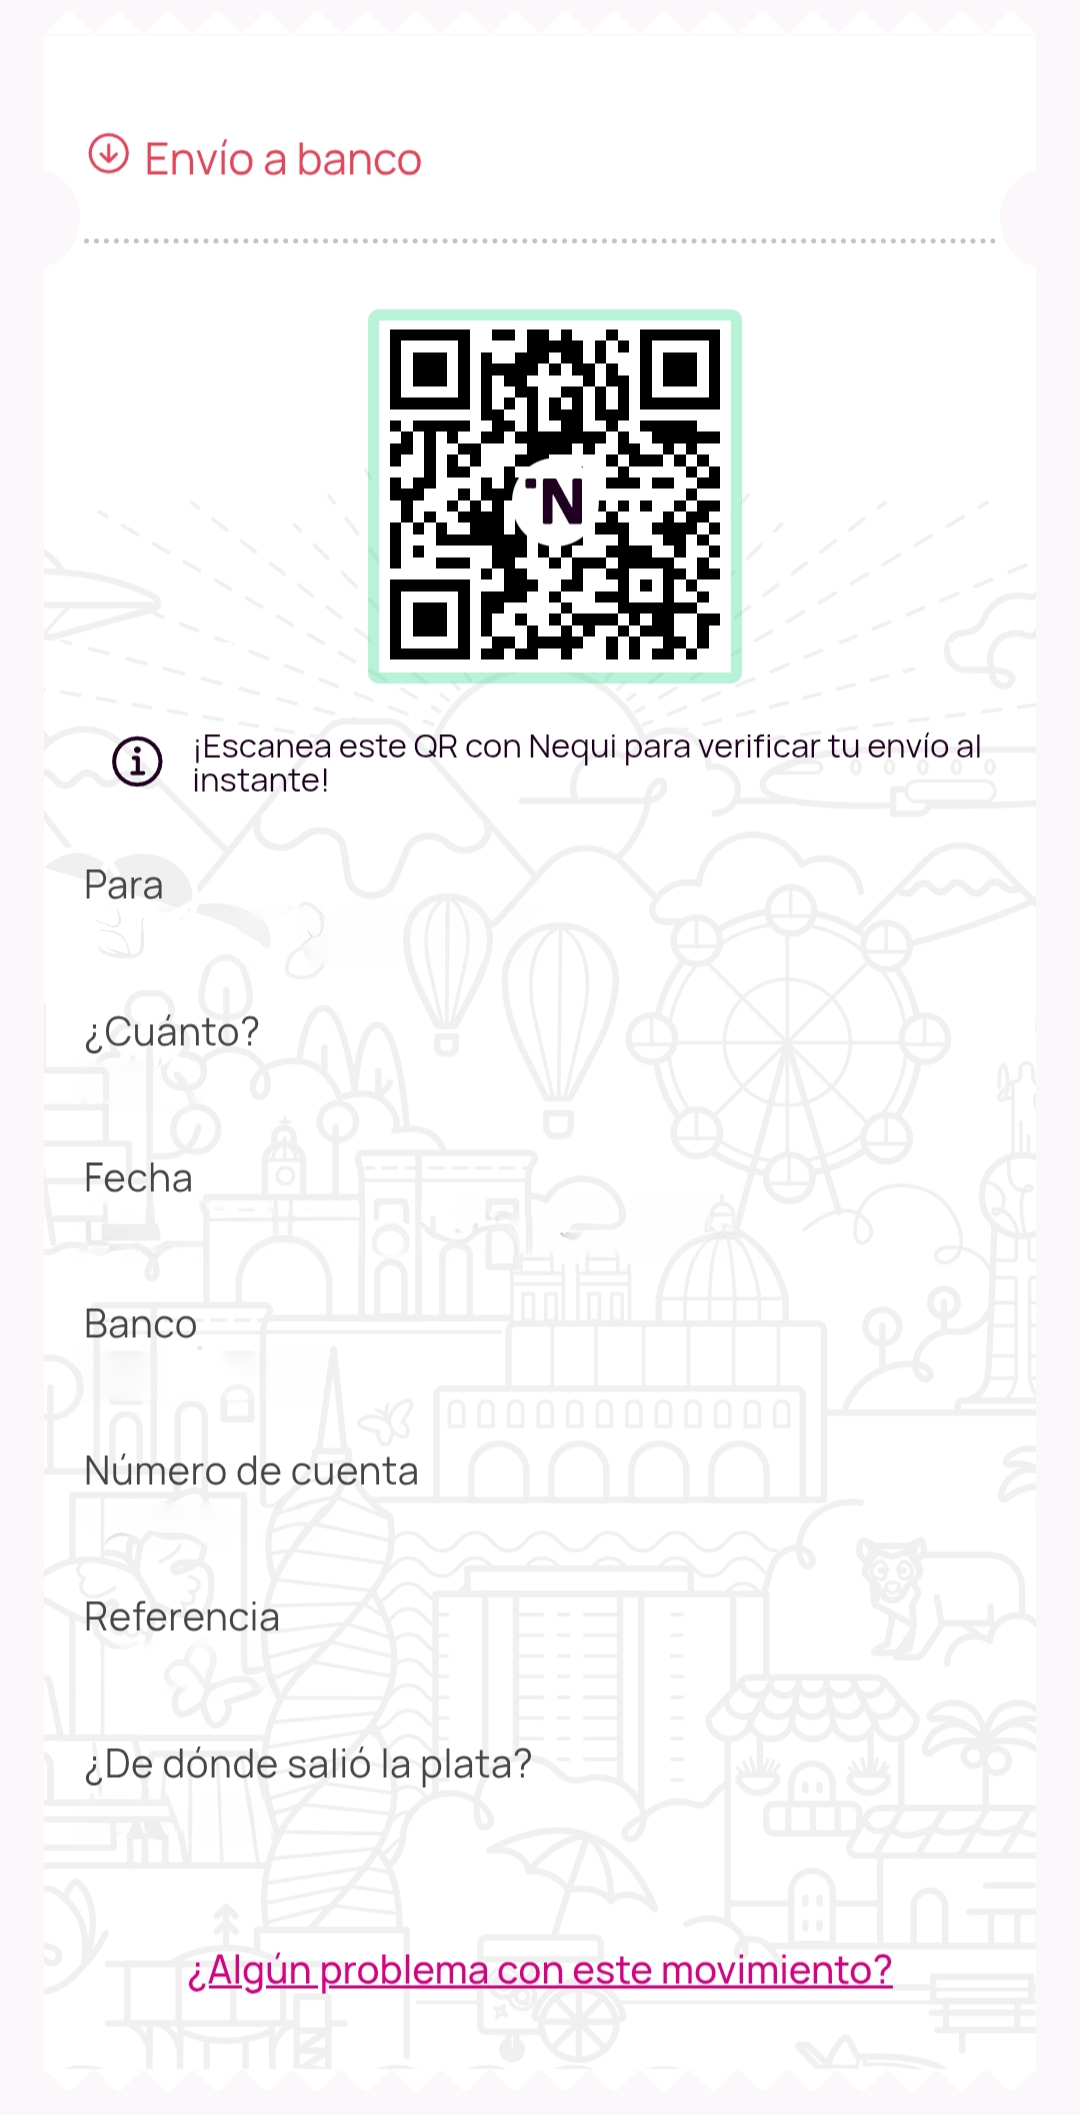 Envío a banco
N
¡Escanea este QR con Nequi para verificar tu envío al
instante!
Para
¿Cuánto?
Fecha
Banco
Número de cuenta
Referencia
¿De dónde salió la plata?
¿Algún problema con este movimiento?